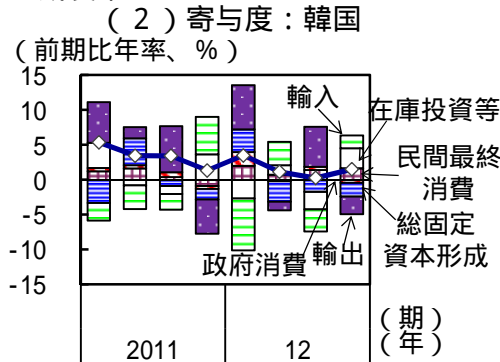 （２）寄与度：韓国
（前期比年率、％）
15
10
5
0
-5
-10
-15
輸入
在庫投資等
民間最終
消費
総固定
資本形成
輸出
政府消費
2011
12
（期）
（年）